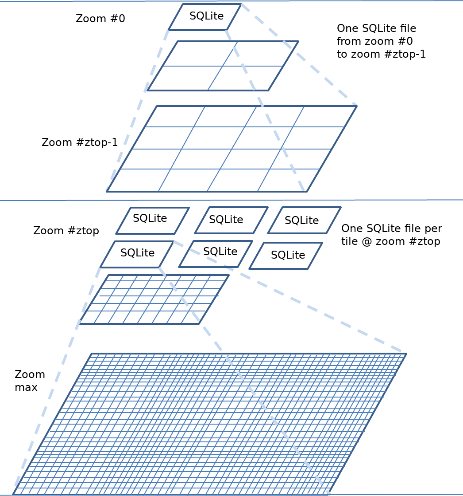 Zoom #0
SQLite
One SQLite file
from zoom #0
to zoom #ztop-1
Zoom #ztop-1
SQLite
SQLite
SQLite
Zoom #ztop
One SQLite file per
tile @ zoom #ztop
SQLite
SQLite
SQLite
Zoom
max